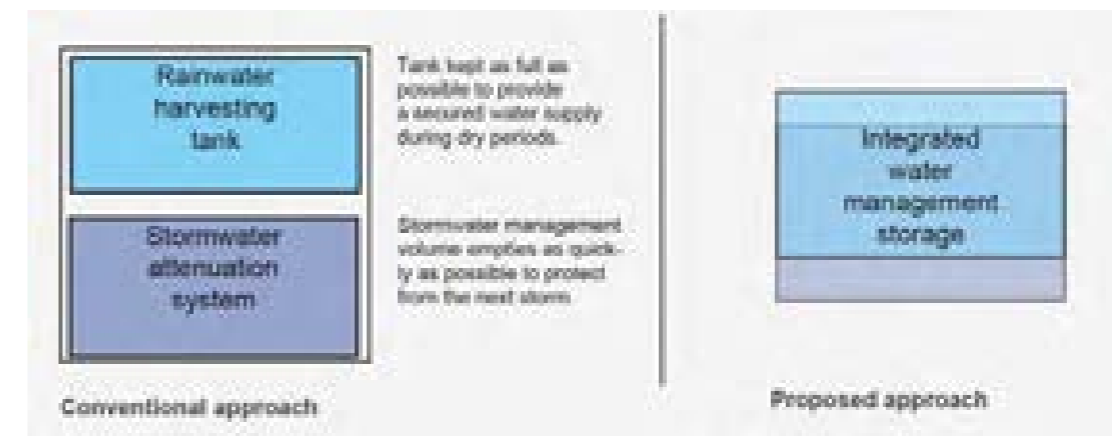 Rainwater
harvesting
tank
Tank kept as full as
possible to provide
a secured water supply
during dry periods.
Stormwater
attenuation
system
Stormwater management
volume empties as quick-
ly as possible to protect
from the next storm.
Conventional approach
Integrated
water
management
storage
Proposed approach